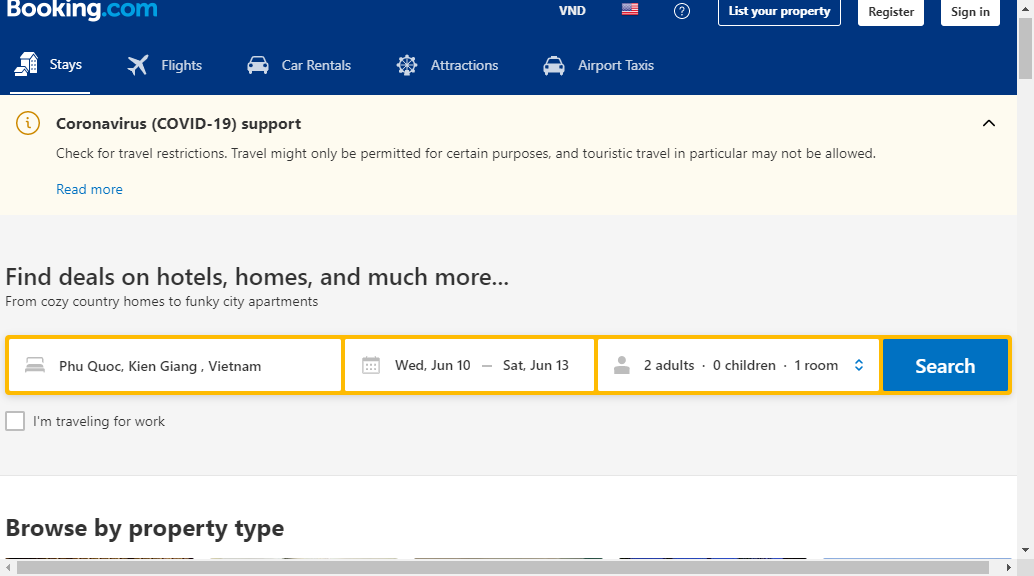 Booking.com
VND
List your property
Register
Sign in
Stays
Flights
Car Rentals
Attractions
Airport Taxis
Coronavirus (COVID-19) support
Check for travel restrictions. Travel might only be permitted for certain purposes, and touristic travel in particular may not be allowed.
Read more
Find deals on hotels, homes, and much more...
From cozy country homes to funky city apartments
Phu Quoc, Kien Giang , Vietnam
Wed, Jun 10 — Sat, Jun 13
2 adults · 0 children · 1 room
Search
I'm traveling for work
Browse by property type